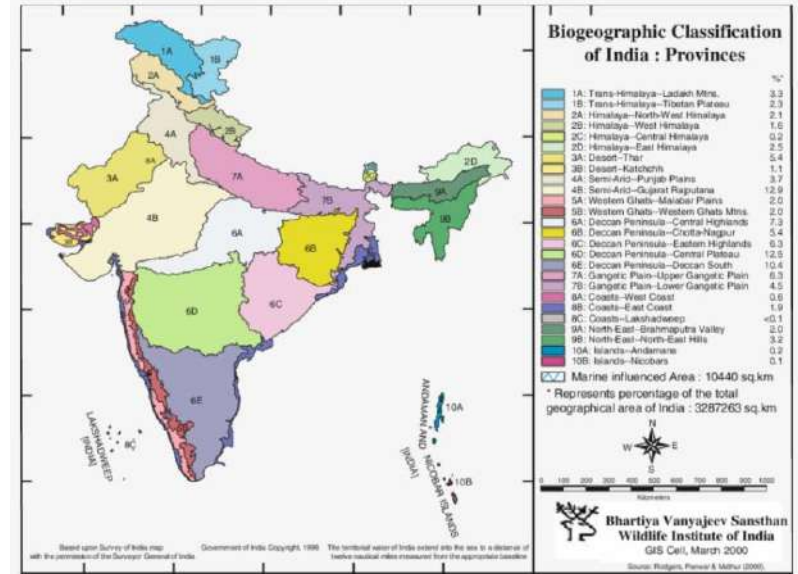 Biogeographic Classification
of India : Provinces
%*
1A: Trans-Himalaya--Ladakh Mtns. 3.3
1B: Trans-Himalaya--Tibetan Plateau 2.3
2A: Himalaya--North-West Himalaya 2.1
2B: Himalaya--West Himalaya 1.6
2C: Himalaya--Central Himalaya 0.2
2D: Himalaya--East Himalaya 2.5
3A: Desert--Thar 5.4
3B: Desert--Katchchh 1.1
4A: Semi-Arid--Punjab Plains 3.7
4B: Semi-Arid--Gujarat Rajputana 12.9
5A: Western Ghats--Malabar Plains 2.0
5B: Western Ghats--Western Ghats Mtns. 2.0
6A: Deccan Peninsula--Central Highlands 7.3
6B: Deccan Peninsula--Chotta-Nagpur 5.4
6C: Deccan Peninsula--Eastern Highlands 6.3
6D: Deccan Peninsula--Central Plateau 12.5
6E: Deccan Peninsula--Deccan South 10.4
7A: Gangetic Plain--Upper Gangetic Plain 6.3
7B: Gangetic Plain--Lower Gangetic Plain 4.5
8A: Coasts--West Coast 0.6
8B: Coasts--East Coast 1.9
8C: Coasts--Lakshadweep <0.1
9A: North-East--Brahmaputra Valley 2.0
9B: North-East--North-East Hills 3.2
10A: Islands--Andamans 0.2
10B: Islands--Nicobars 0.1
Marine influenced Area : 10440 sq.km
* Represents percentage of the total
geographical area of India : 3287263 sq.km
N
W E
S
0 100 200 300 400 500 600 700 800 900 1000
Kilometers
Bhartiya Vanyajeev Sansthan
Wildlife Institute of India
GIS Cell, March 2000
Source: Rodgers, Panwar & Mathur (2000).
1A
1B
2A
2B
4A
3A
7A
2D
9A
7B
9B
4B
6A
6B
6C
6D
6E
8C
10A
10B
LAKSHADWEEP
[INDIA]
ANDAMAN AND NICOBAR ISLANDS
[INDIA]
Based upon Survey of India map
with the permission of the Surveyor General of India.
Government of India Copyright, 1996
The territorial water of India extend into the sea to a distance of
twelve nautical miles measured from the appropriate baseline